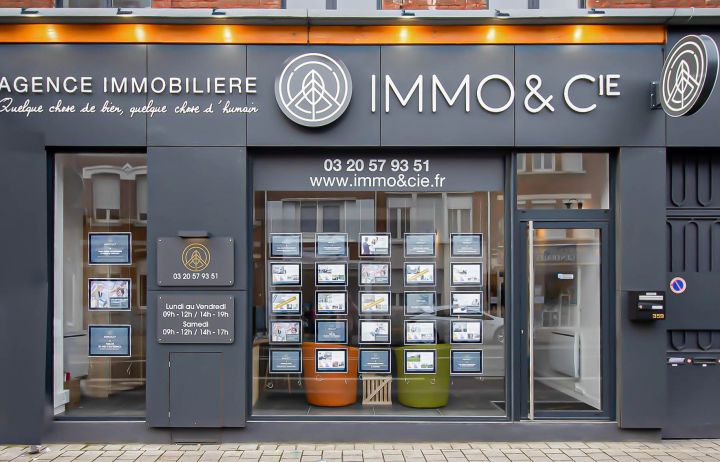 AGENCE IMMOBILIERE
Quelque chose de bien, quelque chose d'humain
IMMO & CIE
03 20 57 93 51
www.immo&cie.fr
03 20 57 93 51
Lundi au Vendredi
09h - 12h / 14h - 19h
Samedi
09h - 12h / 14h - 17h
359